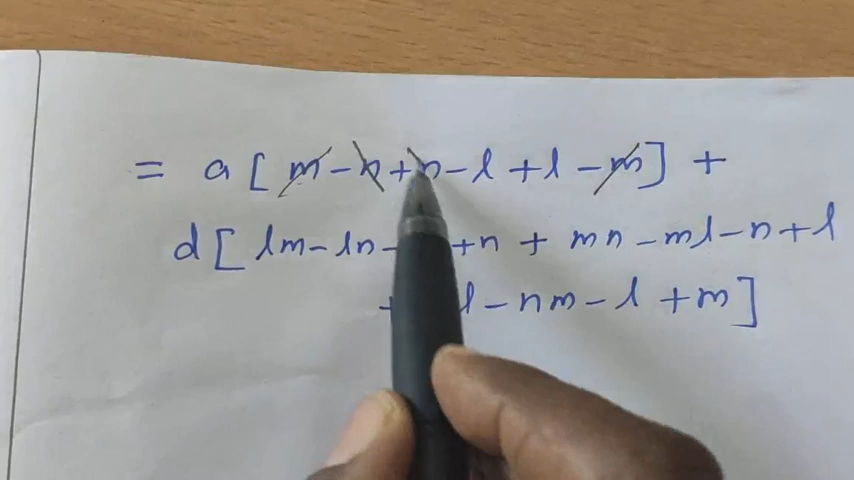 = a[m-n+n-l+l-m] +
d[lm-ln- +n + mn-ml-n+l
+ l-nm-l+m]